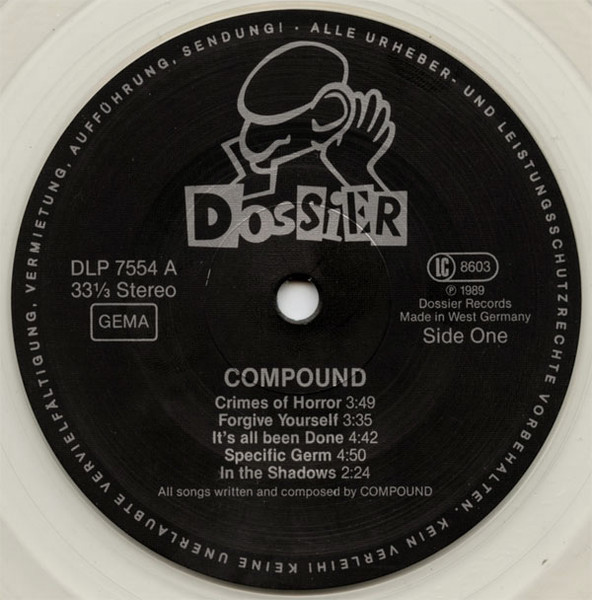 ALLE URHEBER- UND LEISTUNGSSCHUTZRECHTE VORBEHALTEN. KEIN VERLEIH! KEINE UNERLAUBTE VERVIELFÄLTIGUNG, VERMIETUNG, AUFFÜHRUNG, SENDUNG! ·
DOSSIER
DLP 7554 A
33⅓ Stereo
GEMA
LC 8603
℗ 1989
Dossier Records
Made in West Germany
Side One
COMPOUND
Crimes of Horror 3:49
Forgive Yourself 3:35
It's all been Done 4:42
Specific Germ 4:50
In the Shadows 2:24
All songs written and composed by COMPOUND